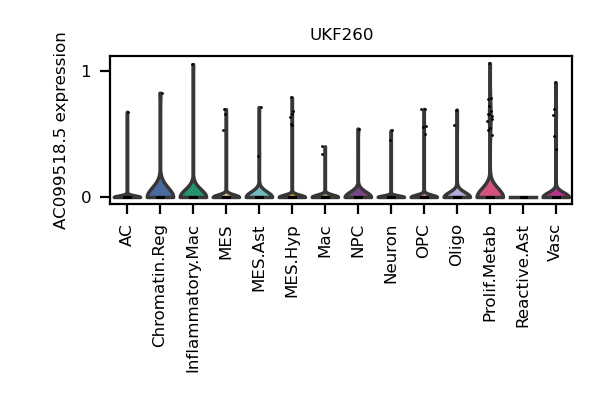 UKF260
AC099518.5 expression
1
0
AC
Chromatin.Reg
Inflammatory.Mac
MES
MES.Ast
MES.Hyp
Mac
NPC
Neuron
OPC
Oligo
Prolif.Metab
Reactive.Ast
Vasc